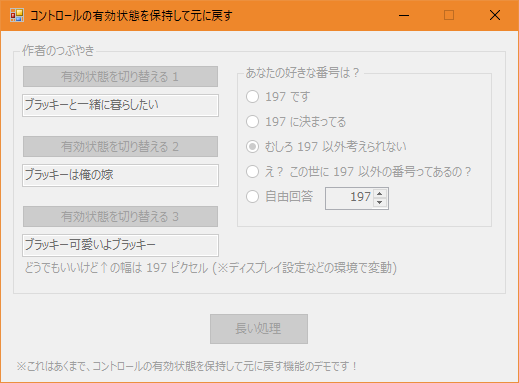 コントロールの有効状態を保持して元に戻す
作者のつぶやき
有効状態を切り替える 1
ブラッキーと一緒に暮らしたい
有効状態を切り替える 2
ブラッキーは俺の嫁
有効状態を切り替える 3
ブラッキー可愛いよブラッキー
どうでもいいけど↑の幅は 197 ピクセル (※ディスプレイ設定などの環境で変動)
あなたの好きな番号は？
197 です
197 に決まってる
むしろ 197 以外考えられない
え？ この世に 197 以外の番号ってあるの？
自由回答 197
長い処理
※これはあくまで、コントロールの有効状態を保持して元に戻す機能のデモです！